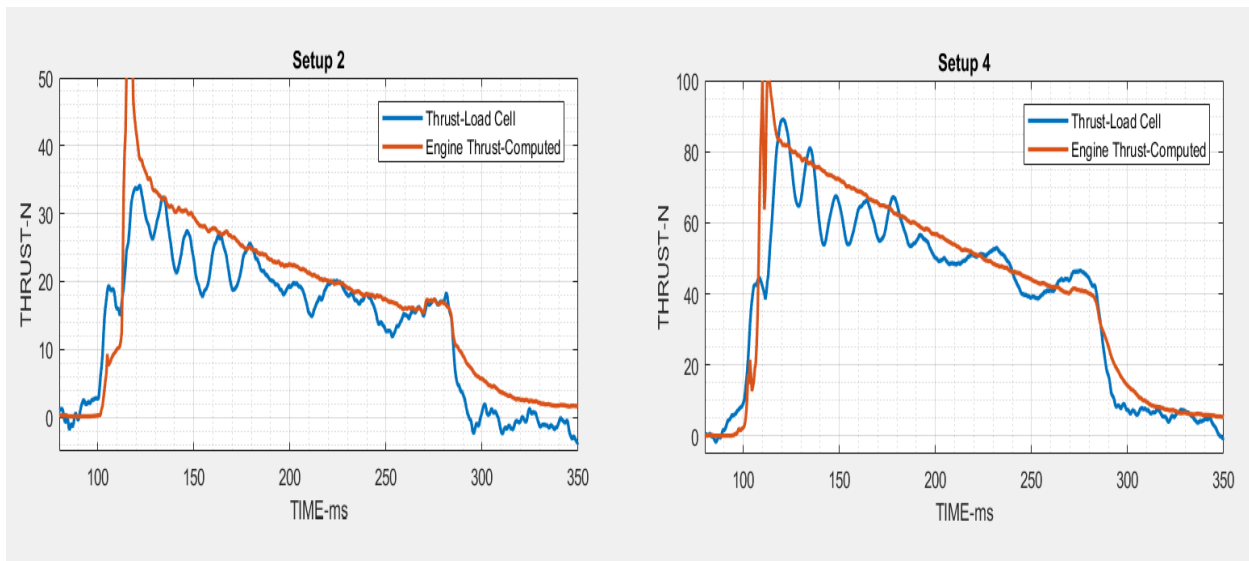 Setup 2
50
40
30
20
10
0
THRUST-N
Thrust-Load Cell
Engine Thrust-Computed
100 150 200 250 300 350
TIME-ms
Setup 4
100
80
60
40
20
0
THRUST-N
Thrust-Load Cell
Engine Thrust-Computed
100 150 200 250 300 350
TIME-ms